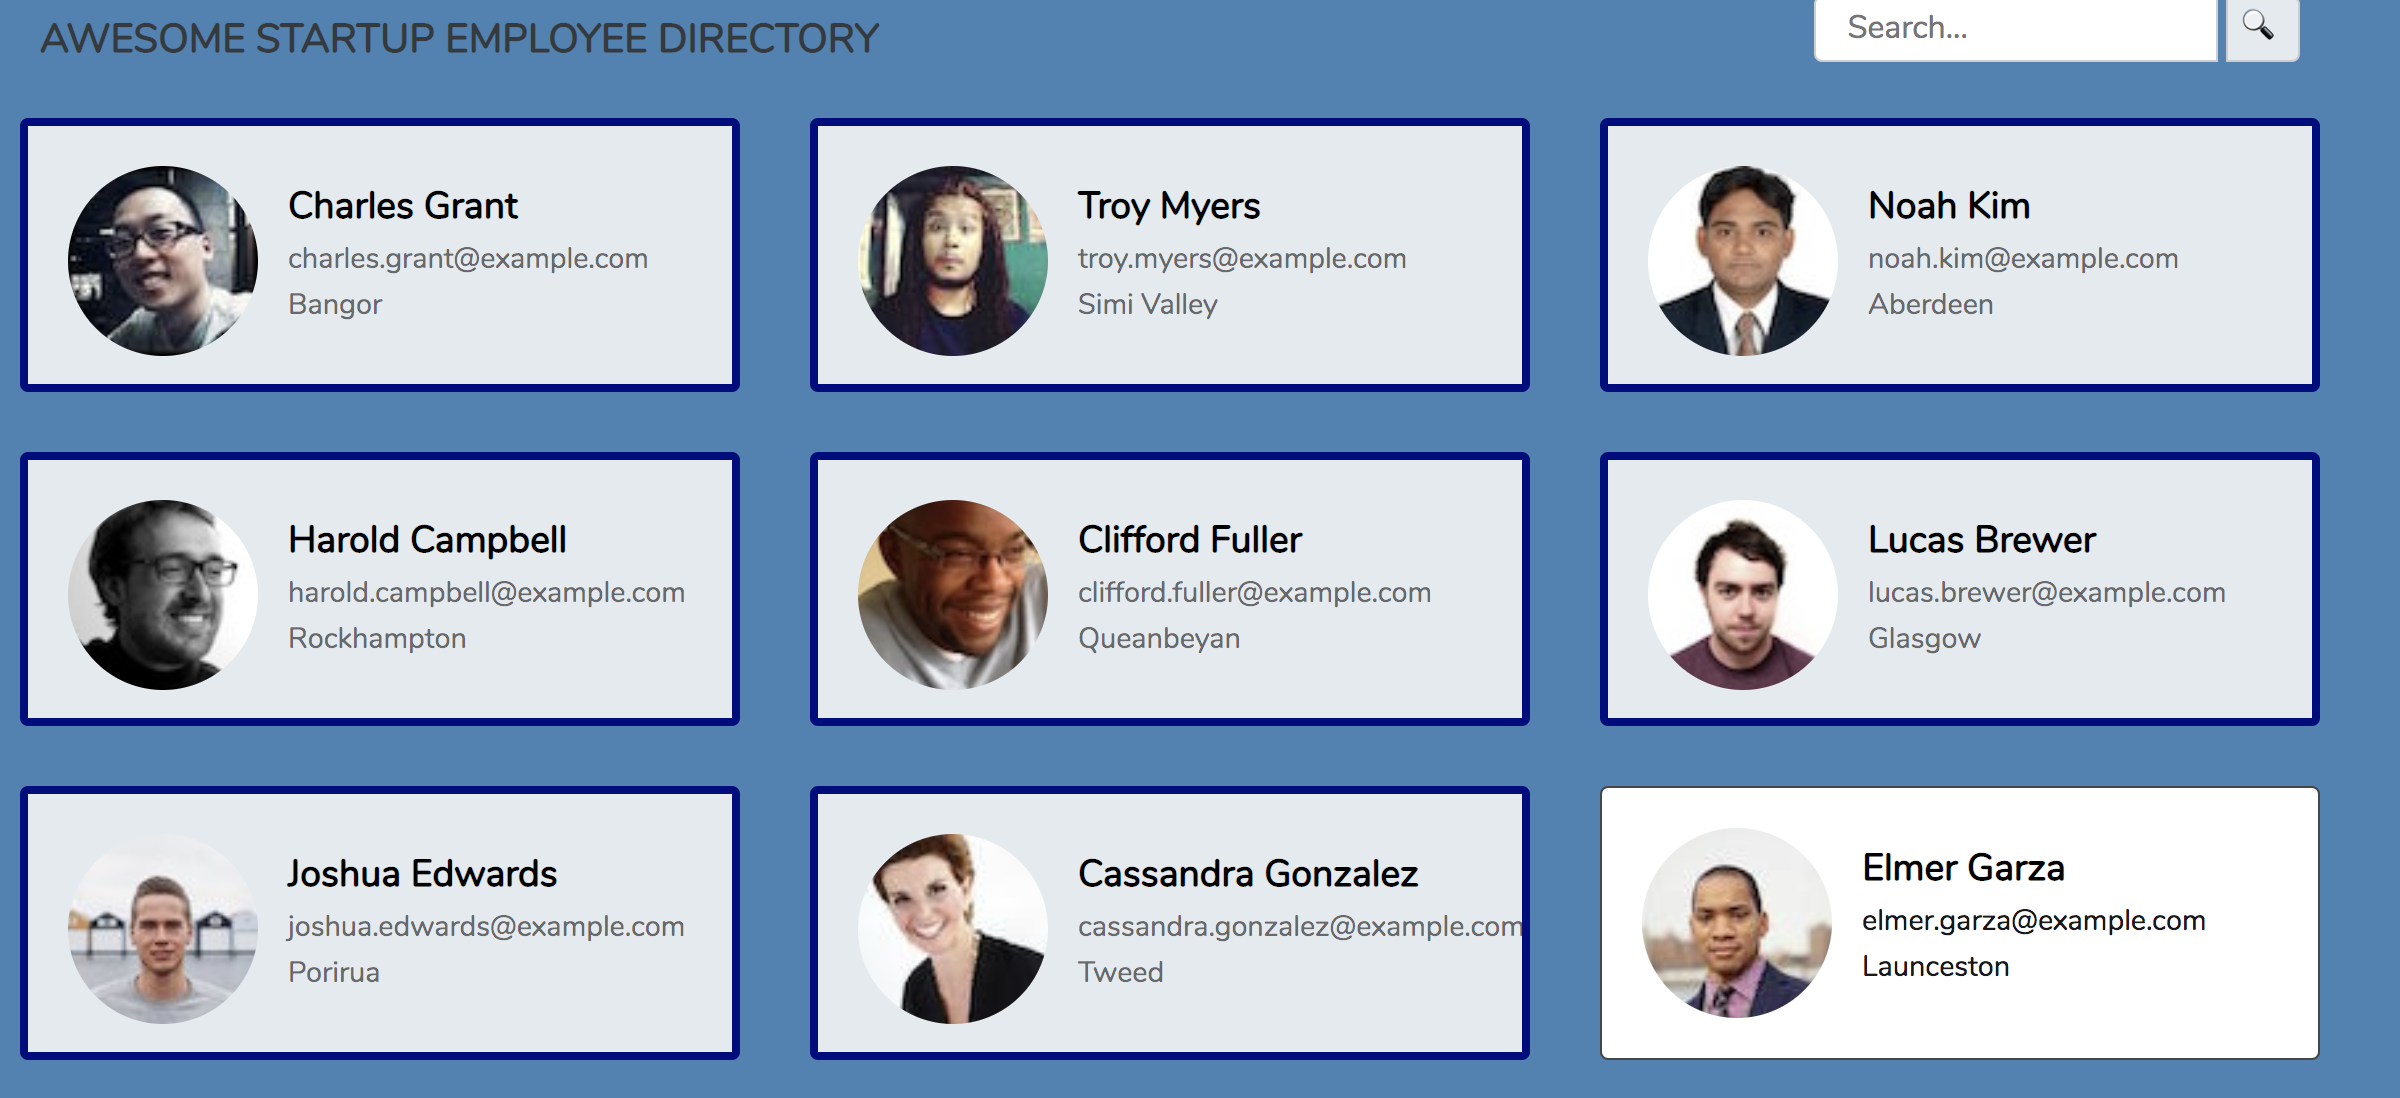 AWESOME STARTUP EMPLOYEE DIRECTORY
Search...
Charles Grant
charles.grant@example.com
Bangor
Troy Myers
troy.myers@example.com
Simi Valley
Noah Kim
noah.kim@example.com
Aberdeen
Harold Campbell
harold.campbell@example.com
Rockhampton
Clifford Fuller
clifford.fuller@example.com
Queanbeyan
Lucas Brewer
lucas.brewer@example.com
Glasgow
Joshua Edwards
joshua.edwards@example.com
Porirua
Cassandra Gonzalez
cassandra.gonzalez@example.com
Tweed
Elmer Garza
elmer.garza@example.com
Launceston